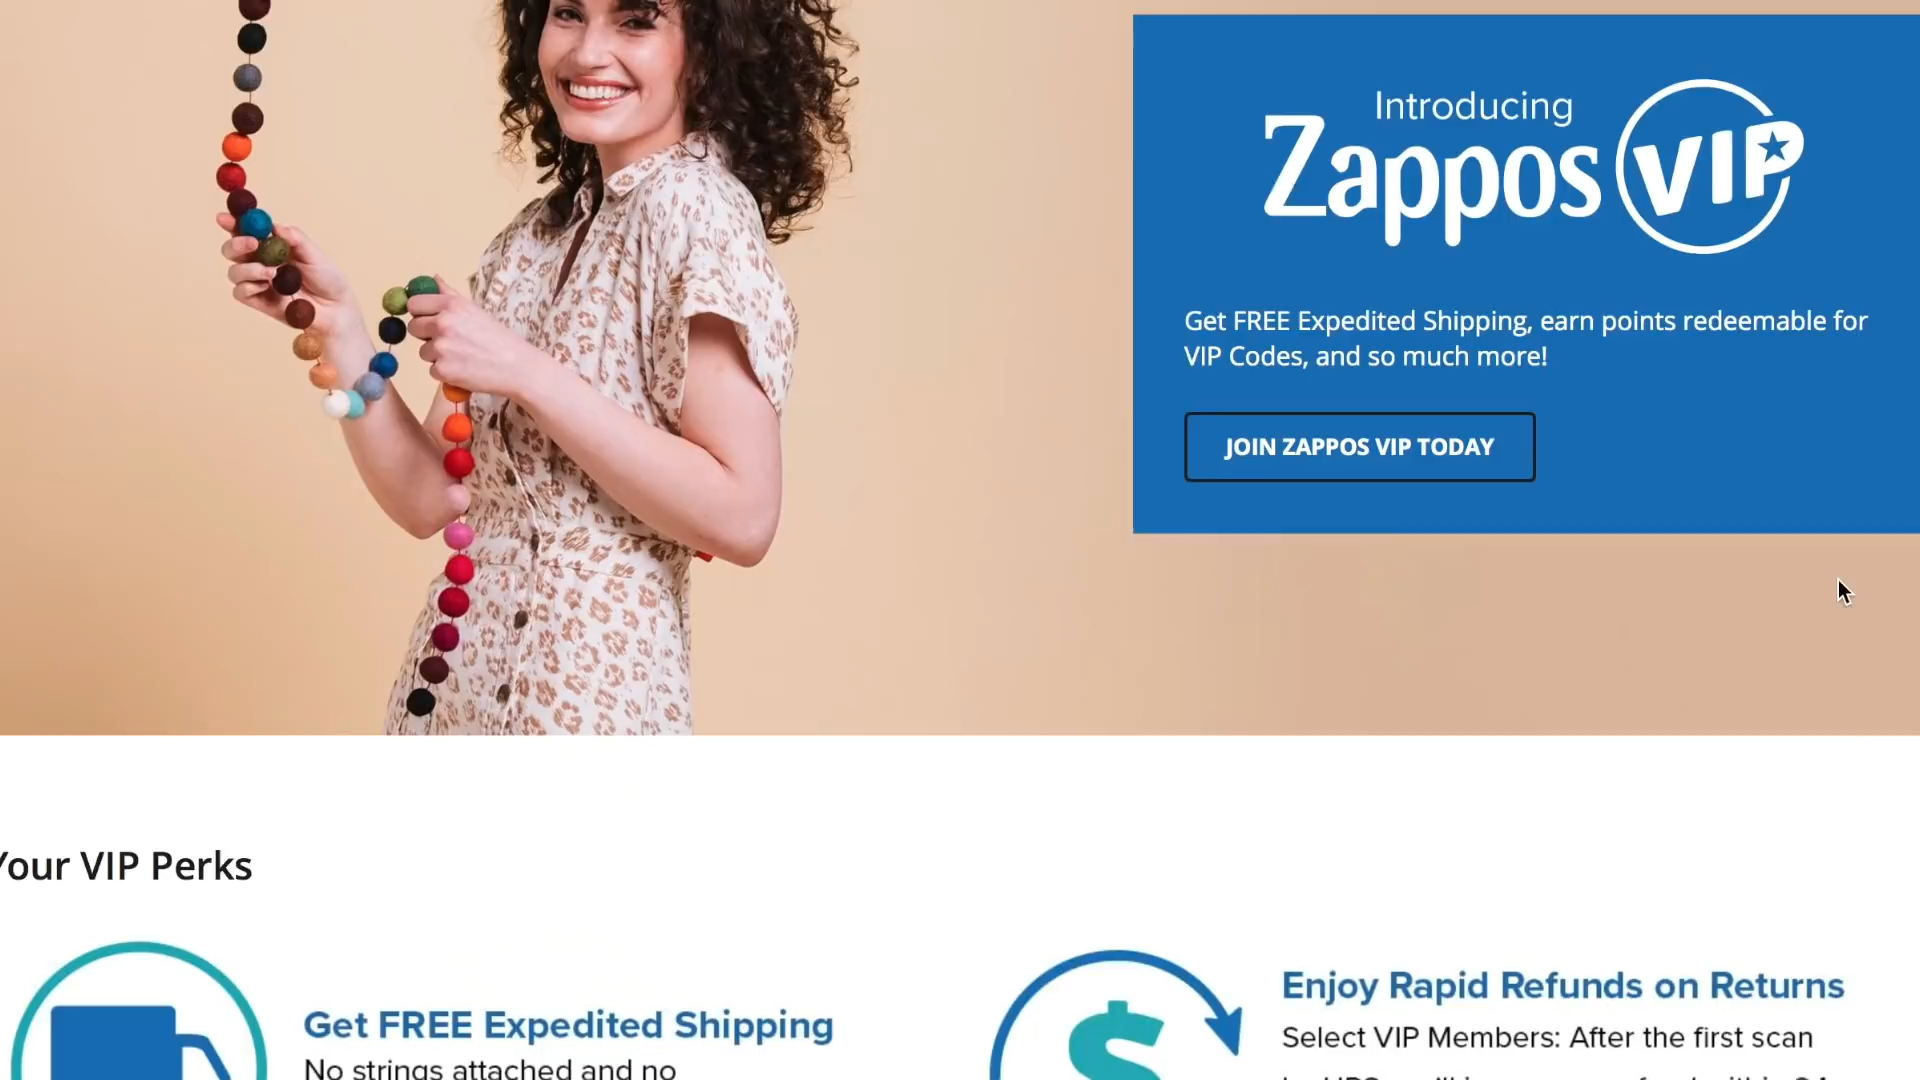 Introducing
Zappos VIP
Get FREE Expedited Shipping, earn points redeemable for
VIP Codes, and so much more!
JOIN ZAPPOS VIP TODAY
Your VIP Perks
Enjoy Rapid Refunds on Returns
Get FREE Expedited Shipping
Select VIP Members: After the first scan
No strings attached and no